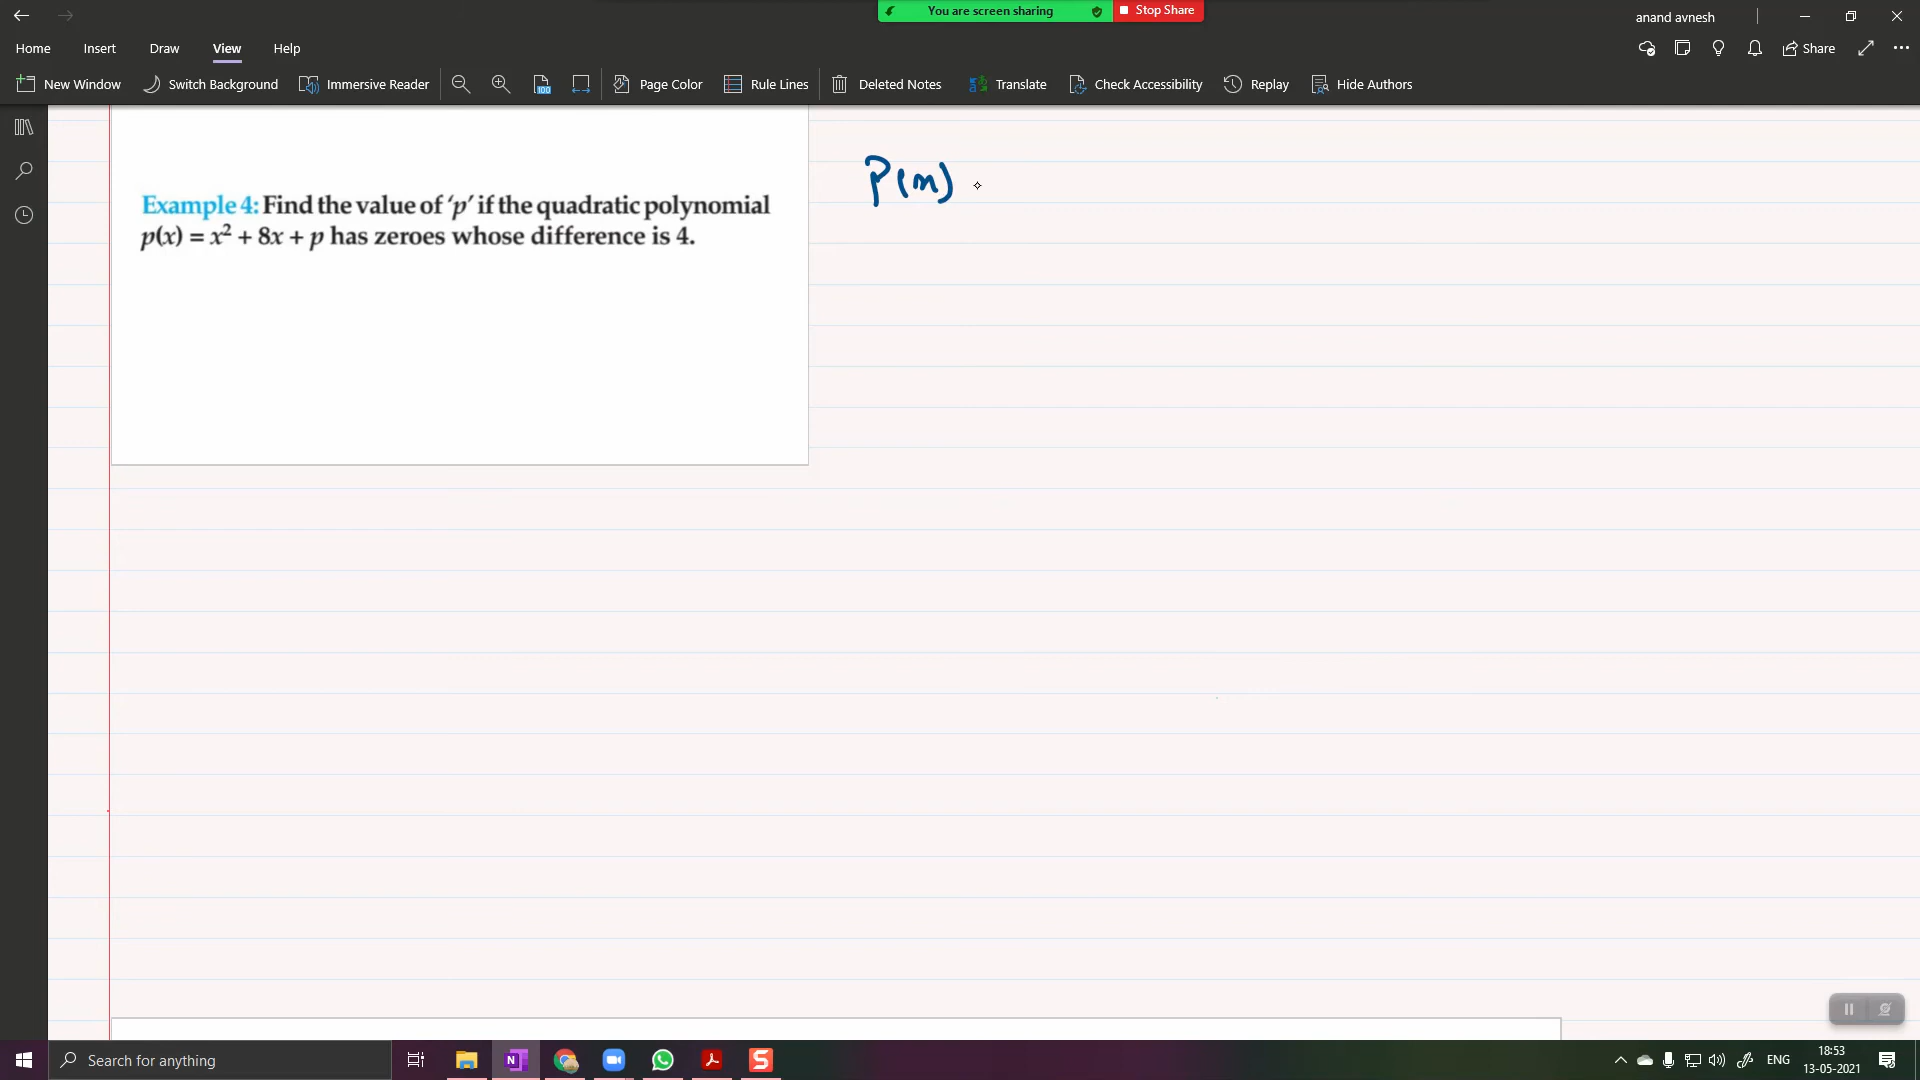 You are screen sharing
Stop Share
anand avnesh
Home Insert Draw View Help
Share
New Window Switch Background Immersive Reader 100 Page Color Rule Lines Deleted Notes Translate Check Accessibility Replay Hide Authors
Example 4: Find the value of ‘p’ if the quadratic polynomial
p(x) = x² + 8x + p has zeroes whose difference is 4.
P(n)
Search for anything
N
S
ENG
18:53
13-05-2021